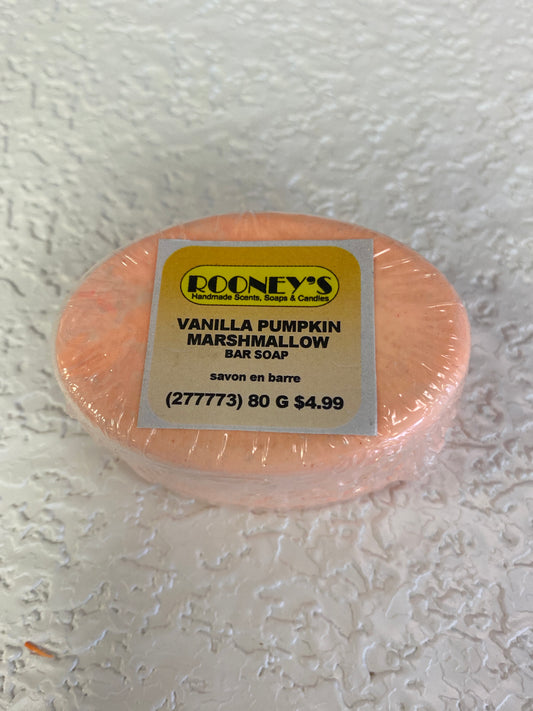 ROONEY'S
Handmade Scents, Soaps & Candles
VANILLA PUMPKIN
MARSHMALLOW
BAR SOAP
savon en barre
(277773) 80 G $4.99